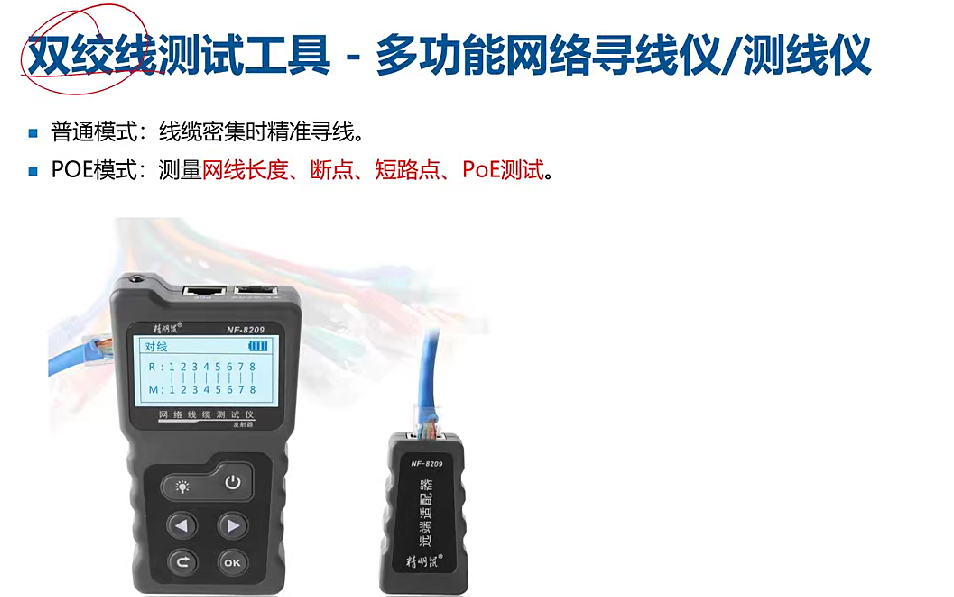 双绞线测试工具 - 多功能网络寻线仪/测线仪
普通模式：线缆密集时精准寻线。
POE模式：测量网线长度、断点、短路点、PoE测试。
精明鼠® NF-8209
对线
R:1 2 3 4 5 6 7 8
M:1 2 3 4 5 6 7 8
网络线缆测试仪
发射器
OK
NF-8209
远端适配器
精明鼠®